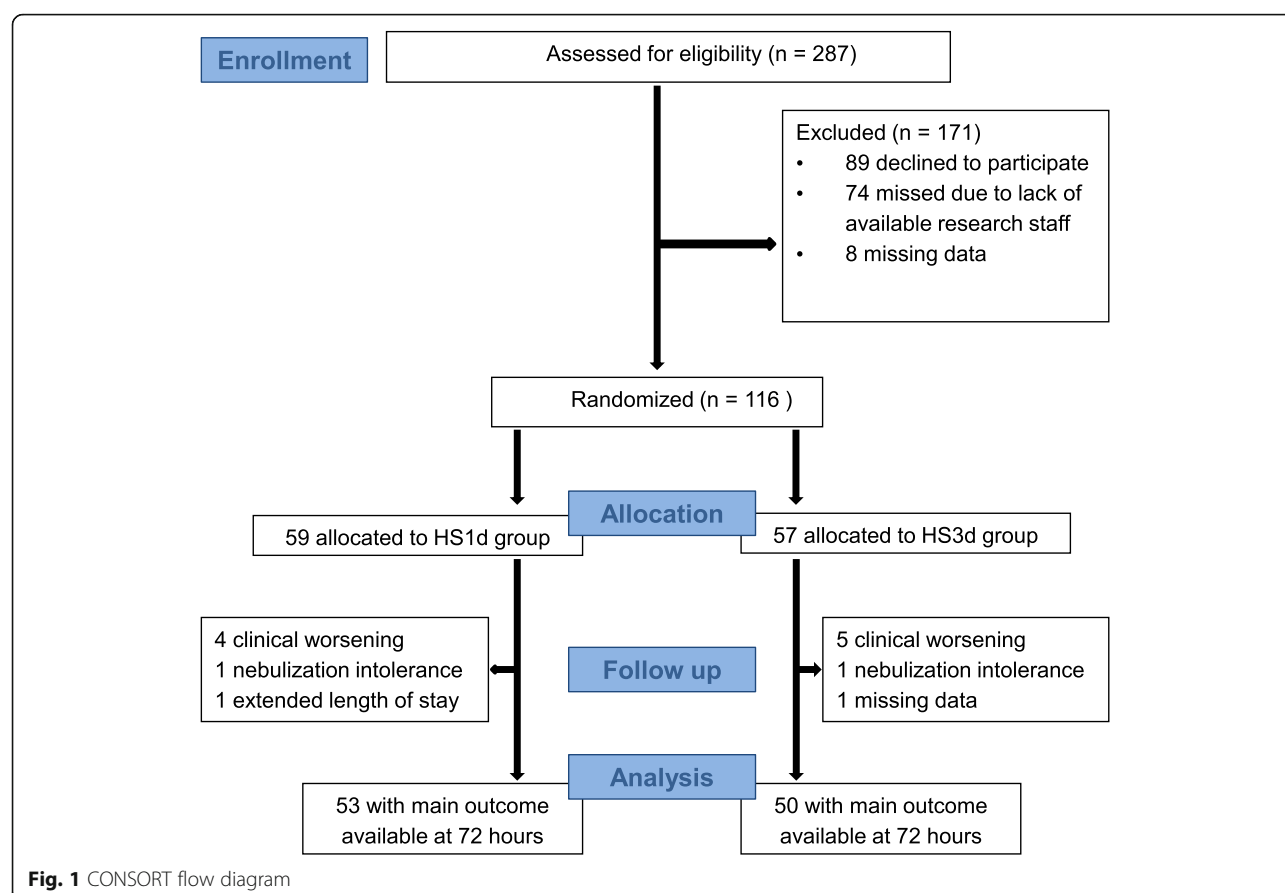 Enrollment
Assessed for eligibility (n = 287)
Excluded (n = 171)
• 89 declined to participate
• 74 missed due to lack of
available research staff
• 8 missing data
Randomized (n = 116 )
Allocation
59 allocated to HS1d group
57 allocated to HS3d group
4 clinical worsening
1 nebulization intolerance
1 extended length of stay
Follow up
5 clinical worsening
1 nebulization intolerance
1 missing data
Analysis
53 with main outcome
available at 72 hours
50 with main outcome
available at 72 hours
Fig. 1 CONSORT flow diagram